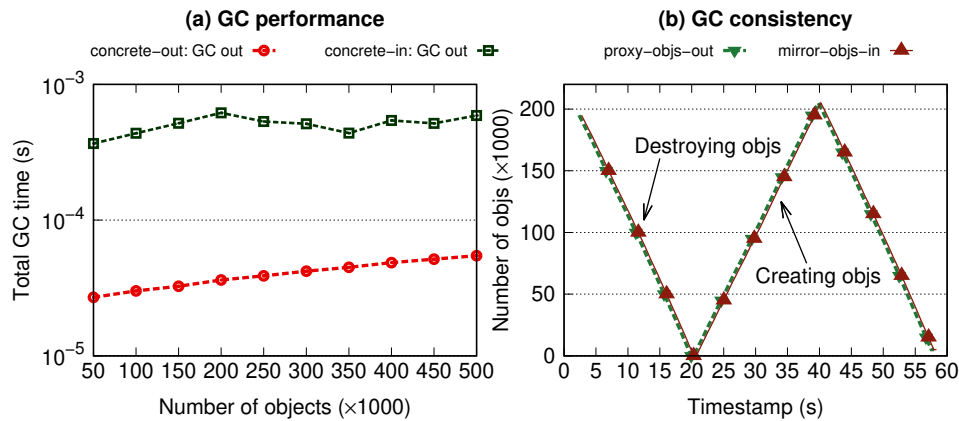 (a) GC performance
concrete-out: GC out
concrete-in: GC out
Total GC time (s)
10⁻³
10⁻⁴
10⁻⁵
50 100 150 200 250 300 350 400 450 500
Number of objects (×1000)
(b) GC consistency
proxy-objs-out
mirror-objs-in
Number of objs (×1000)
200
150
100
50
0
Destroying objs
Creating objs
0 5 10 15 20 25 30 35 40 45 50 55 60
Timestamp (s)